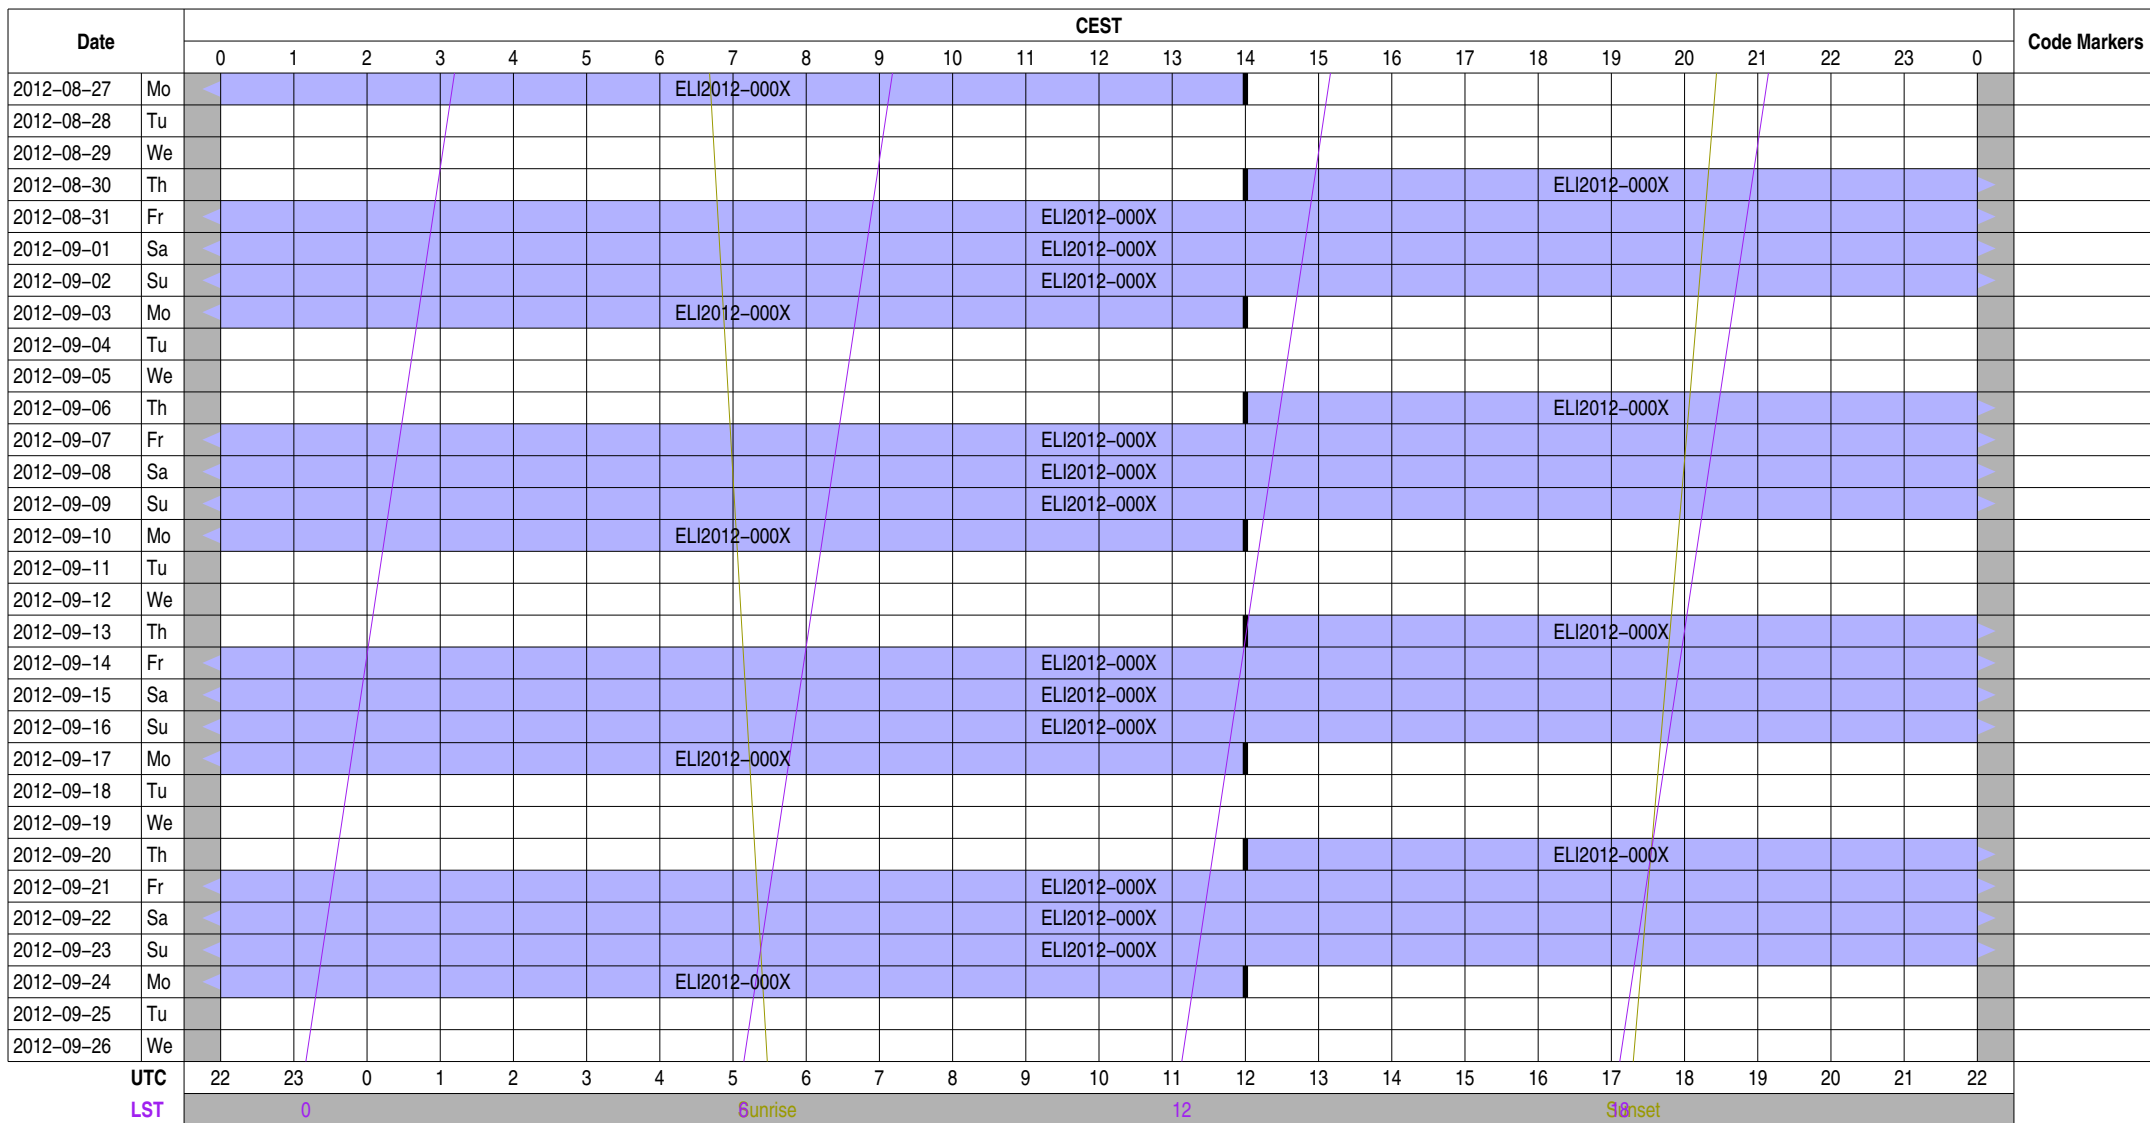 CEST
Date
Code Markers
0 1 2 3 4 5 6 7 8 9 10 11 12 13 14 15 16 17 18 19 20 21 22 23 0
2012−08−27 Mo ELI2012−000X
2012−08−28 Tu
2012−08−29 We
2012−08−30 Th ELI2012−000X
2012−08−31 Fr ELI2012−000X
2012−09−01 Sa ELI2012−000X
2012−09−02 Su ELI2012−000X
2012−09−03 Mo ELI2012−000X
2012−09−04 Tu
2012−09−05 We
2012−09−06 Th ELI2012−000X
2012−09−07 Fr ELI2012−000X
2012−09−08 Sa ELI2012−000X
2012−09−09 Su ELI2012−000X
2012−09−10 Mo ELI2012−000X
2012−09−11 Tu
2012−09−12 We
2012−09−13 Th ELI2012−000X
2012−09−14 Fr ELI2012−000X
2012−09−15 Sa ELI2012−000X
2012−09−16 Su ELI2012−000X
2012−09−17 Mo ELI2012−000X
2012−09−18 Tu
2012−09−19 We
2012−09−20 Th ELI2012−000X
2012−09−21 Fr ELI2012−000X
2012−09−22 Sa ELI2012−000X
2012−09−23 Su ELI2012−000X
2012−09−24 Mo ELI2012−000X
2012−09−25 Tu
2012−09−26 We
UTC 22 23 0 1 2 3 4 5 6 7 8 9 10 11 12 13 14 15 16 17 18 19 20 21 22
LST 0 6 Sunrise 12 18 Sunset